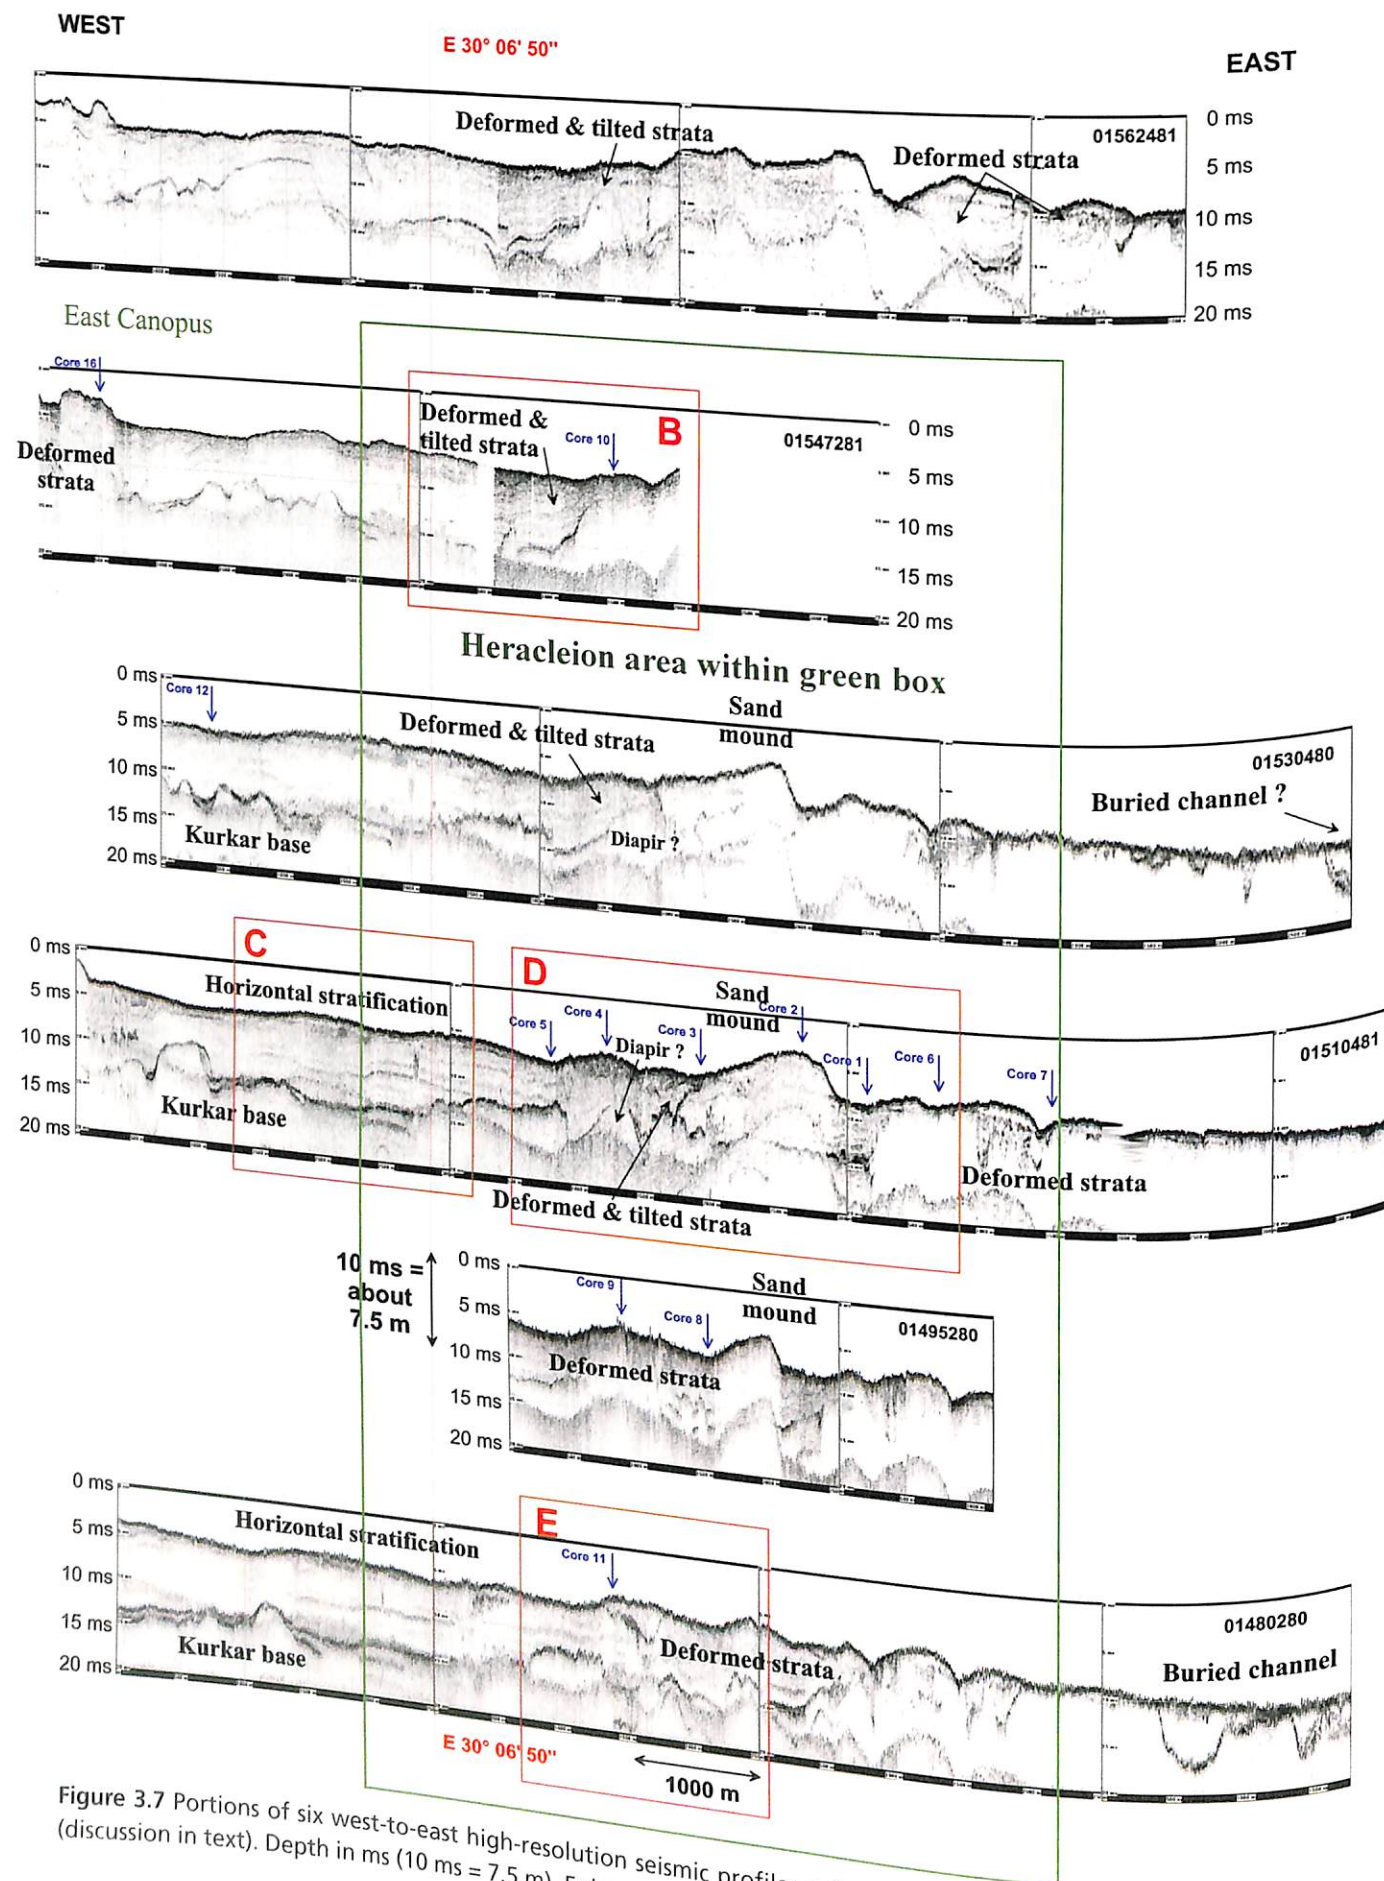 WEST
E 30° 06' 50"
EAST
Deformed & tilted strata
Deformed strata
01562481
0 ms
5 ms
10 ms
15 ms
20 ms
East Canopus
Core 16
Deformed
strata
Deformed &
tilted strata
Core 10
B
01547281
0 ms
5 ms
10 ms
15 ms
20 ms
Heracleion area within green box
0 ms
5 ms
10 ms
15 ms
20 ms
Core 12
Deformed & tilted strata
Sand
mound
01530480
Buried channel ?
Diapir ?
Kurkar base
0 ms
5 ms
10 ms
15 ms
20 ms
C
Horizontal stratification
D
Sand
mound
Core 5
Core 4
Core 3
Core 2
Core 1
Core 6
Core 7
01510481
Diapir ?
Kurkar base
Deformed strata
Deformed & tilted strata
10 ms =
about
7.5 m
0 ms
5 ms
10 ms
15 ms
20 ms
Core 9
Core 8
Sand
mound
01495280
Deformed strata
0 ms
5 ms
10 ms
15 ms
20 ms
Horizontal stratification
E
Core 11
01480280
Kurkar base
Deformed strata
Buried channel
E 30° 06' 50"
1000 m
Figure 3.7 Portions of six west-to-east high-resolution seismic profiles
(discussion in text). Depth in ms (10 ms = 7.5 m).